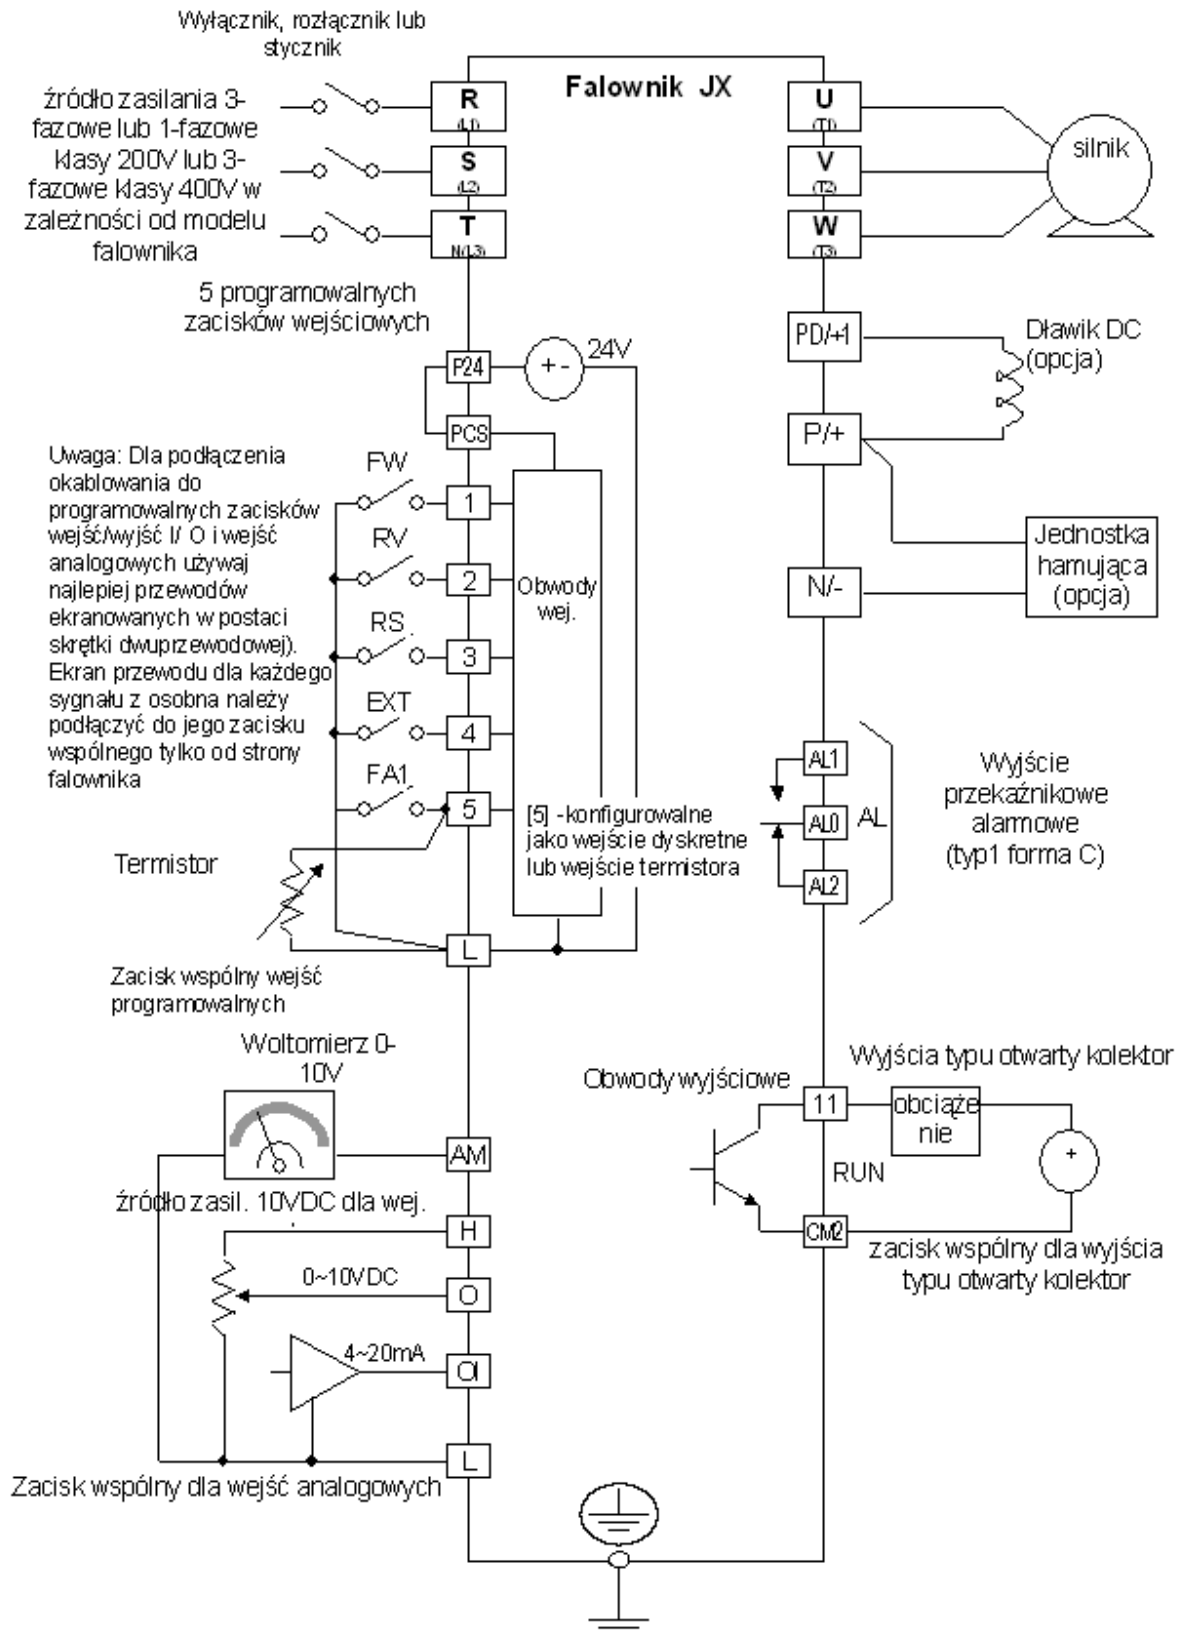 Wyłącznik, rozłącznik lub
stycznik
Falownik JX
źródło zasilania 3-
fazowe lub 1-fazowe
klasy 200V lub 3-
fazowe klasy 400V w
zależności od modelu
falownika
R
(L1)
S
(L2)
T
N(L3)
U
(T1)
V
(T2)
W
(T3)
silnik
5 programowalnych
zacisków wejściowych
P24
+ -
24V
PCS
PD/+1
Dławik DC
(opcja)
P/+
Jednostka
hamująca
(opcja)
N/-
Uwaga: Dla podłączenia
okablowania do
programowalnych zacisków
wejść/wyjść I/ O i wejść
analogowych używaj
najlepiej przewodów
ekranowanych w postaci
skrętki dwuprzewodowej).
Ekran przewodu dla każdego
sygnału z osobna należy
podłączyć do jego zacisku
wspólnego tylko od strony
falownika
FW
1
RV
2
RS
3
EXT
4
FA1
5
Obwody
wej.
[5] -konfigurowalne
jako wejście dyskretne
lub wejście termistora
AL1
AL0
AL2
AL
Wyjście
przekaźnikowe
alarmowe
(typ1 forma C)
Termistor
L
Zacisk wspólny wejść
programowalnych
Woltomierz 0-
10V
AM
źródło zasil. 10VDC dla wej.
H
0~10VDC
O
4~20mA
OI
L
Zacisk wspólny dla wejść analogowych
Wyjścia typu otwarty kolektor
Obwody wyjściowe
11
obciąże
nie
+
RUN
CM2
zacisk wspólny dla wyjścia
typu otwarty kolektor